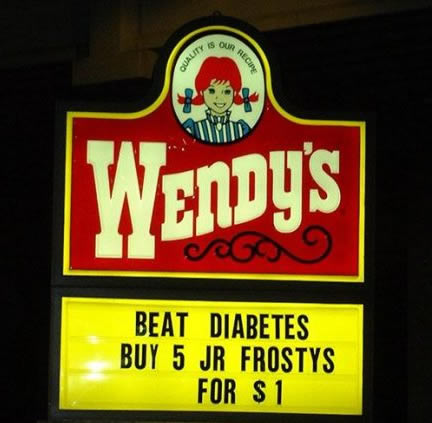 QUALITY IS OUR RECIPE
WENDY'S
BEAT DIABETES
BUY 5 JR FROSTYS
FOR $1